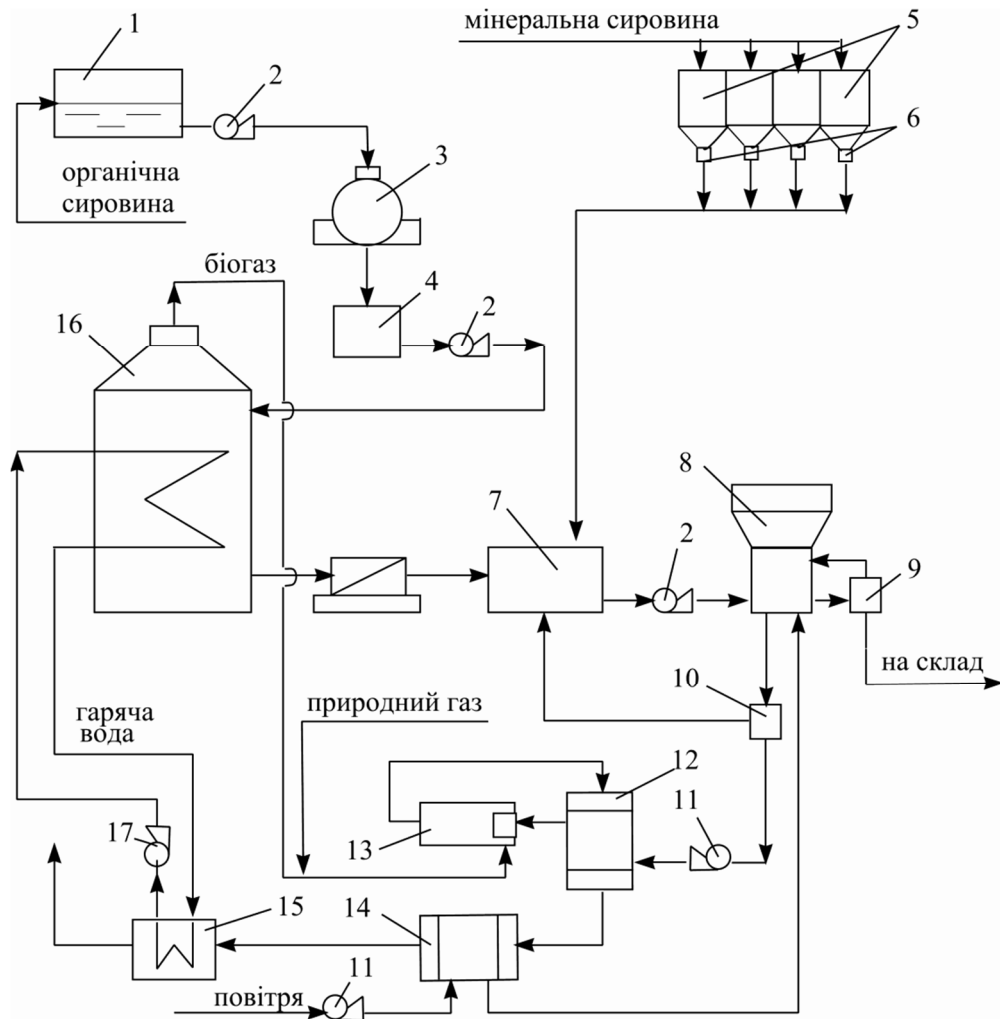 мінеральна сировина
1
5
2
6
3
органічна
сировина
біогаз
4
2
16
8
7
2
9
на склад
10
природний газ
гаряча
вода
12
11
17
13
15
14
11
повітря